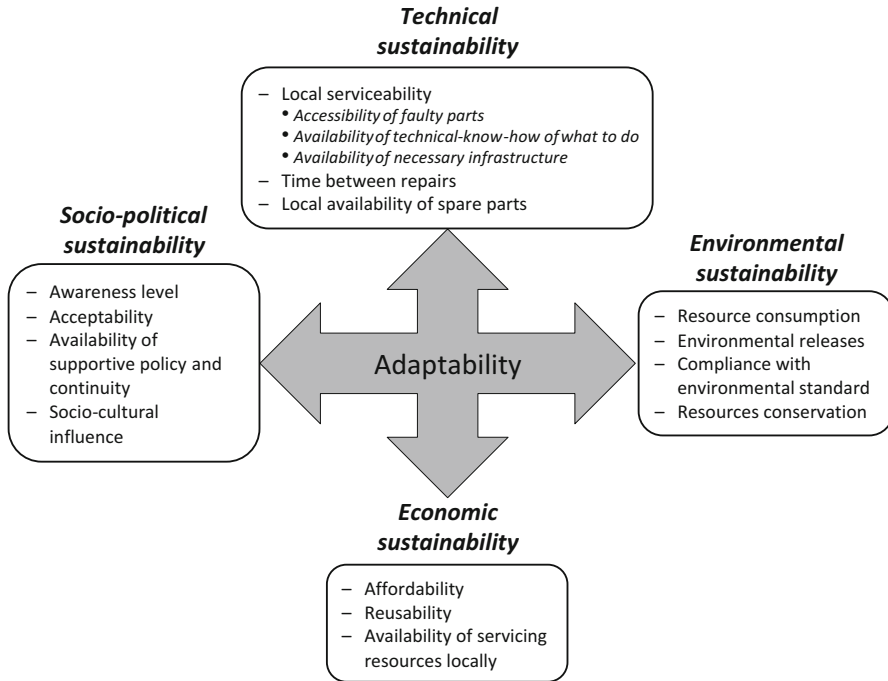 Technical
sustainability
– Local serviceability
• Accessibility of faulty parts
• Availability of technical-know-how of what to do
• Availability of necessary infrastructure
– Time between repairs
– Local availability of spare parts
Socio-political
sustainability
– Awareness level
– Acceptability
– Availability of
supportive policy and
continuity
– Socio-cultural
influence
Adaptability
Environmental
sustainability
– Resource consumption
– Environmental releases
– Compliance with
environmental standard
– Resources conservation
Economic
sustainability
– Affordability
– Reusability
– Availability of servicing
resources locally